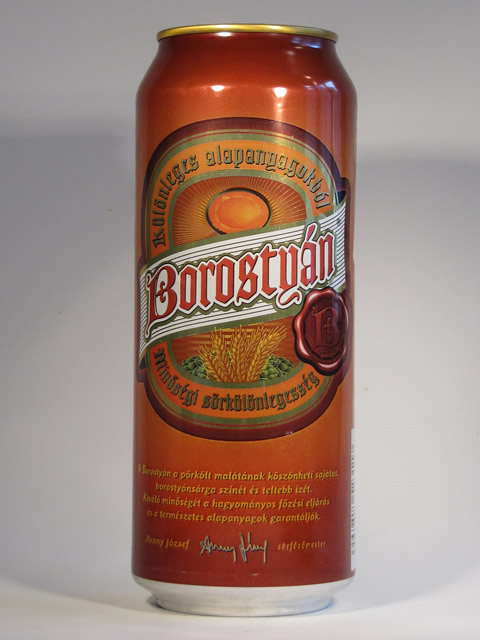 Különleges alapanyagokból
Borostyán
B
minőségi sörkülönlegesség
A Borostyán a pörkölt malátának köszönheti sajátos,
borostyánsárga színét és teltebb ízét.
Kiváló minőségét a hagyományos főzési eljárás
és a természetes alapanyagok garantálják.
Arany József sörfőzőmester